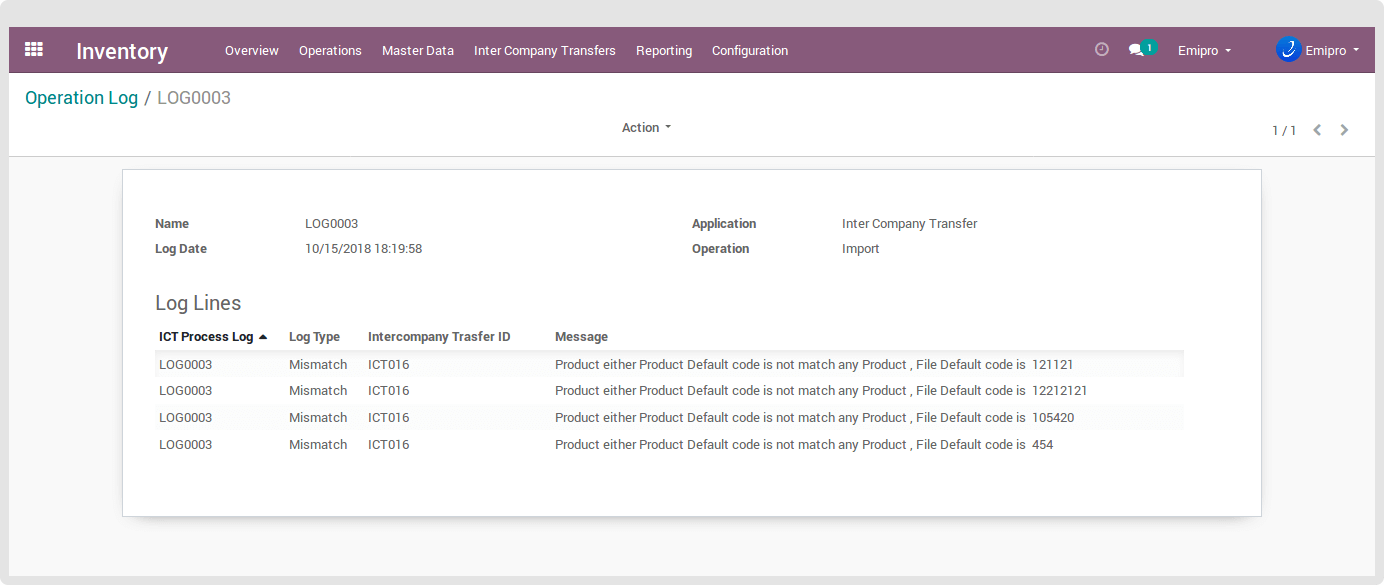 Inventory Overview Operations Master Data Inter Company Transfers Reporting Configuration 1 Emipro Emipro
Operation Log / LOG0003
Action
1 / 1
Name LOG0003 Application Inter Company Transfer
Log Date 10/15/2018 18:19:58 Operation Import
Log Lines
ICT Process Log Log Type Intercompany Trasfer ID Message
LOG0003 Mismatch ICT016 Product either Product Default code is not match any Product , File Default code is 121121
LOG0003 Mismatch ICT016 Product either Product Default code is not match any Product , File Default code is 12212121
LOG0003 Mismatch ICT016 Product either Product Default code is not match any Product , File Default code is 105420
LOG0003 Mismatch ICT016 Product either Product Default code is not match any Product , File Default code is 454